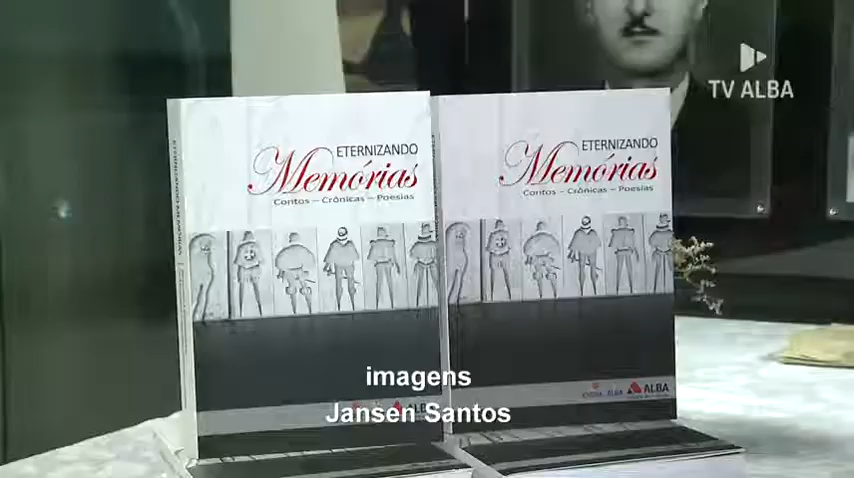 TV ALBA
ETERNIZANDO
Memórias
Contos – Crônicas – Poesias
ETERNIZANDO
Memórias
Contos – Crônicas – Poesias
ALBA
imagens
Jansen Santos